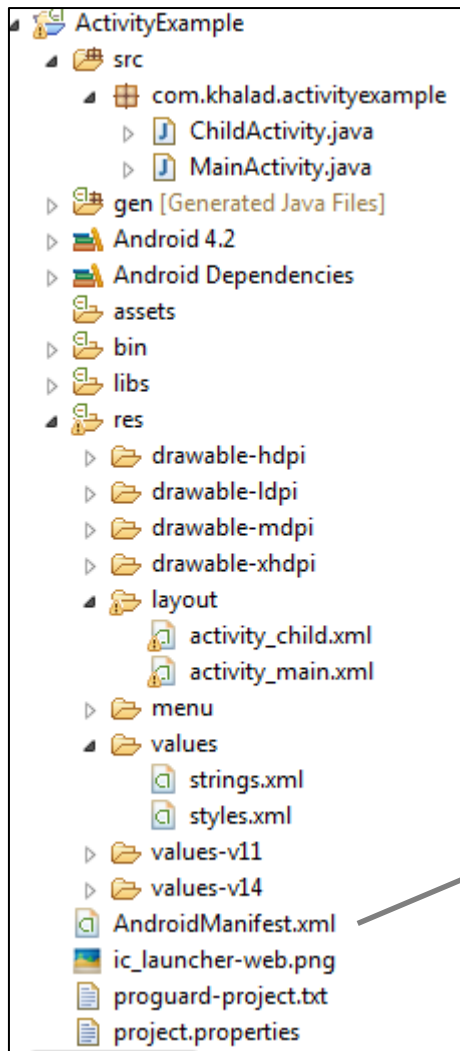 ActivityExample
src
com.khalad.activityexample
ChildActivity.java
MainActivity.java
gen [Generated Java Files]
Android 4.2
Android Dependencies
assets
bin
libs
res
drawable-hdpi
drawable-ldpi
drawable-mdpi
drawable-xhdpi
layout
activity_child.xml
activity_main.xml
menu
values
strings.xml
styles.xml
values-v11
values-v14
AndroidManifest.xml
ic_launcher-web.png
proguard-project.txt
project.properties